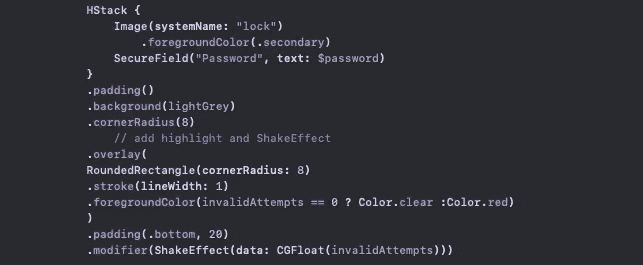 HStack {
Image(systemName: "lock")
.foregroundColor(.secondary)
SecureField("Password", text: $password)
}
.padding()
.background(lightGrey)
.cornerRadius(8)
// add highlight and ShakeEffect
.overlay(
RoundedRectangle(cornerRadius: 8)
.stroke(lineWidth: 1)
.foregroundColor(invalidAttempts == 0 ? Color.clear :Color.red)
)
.padding(.bottom, 20)
.modifier(ShakeEffect(data: CGFloat(invalidAttempts)))